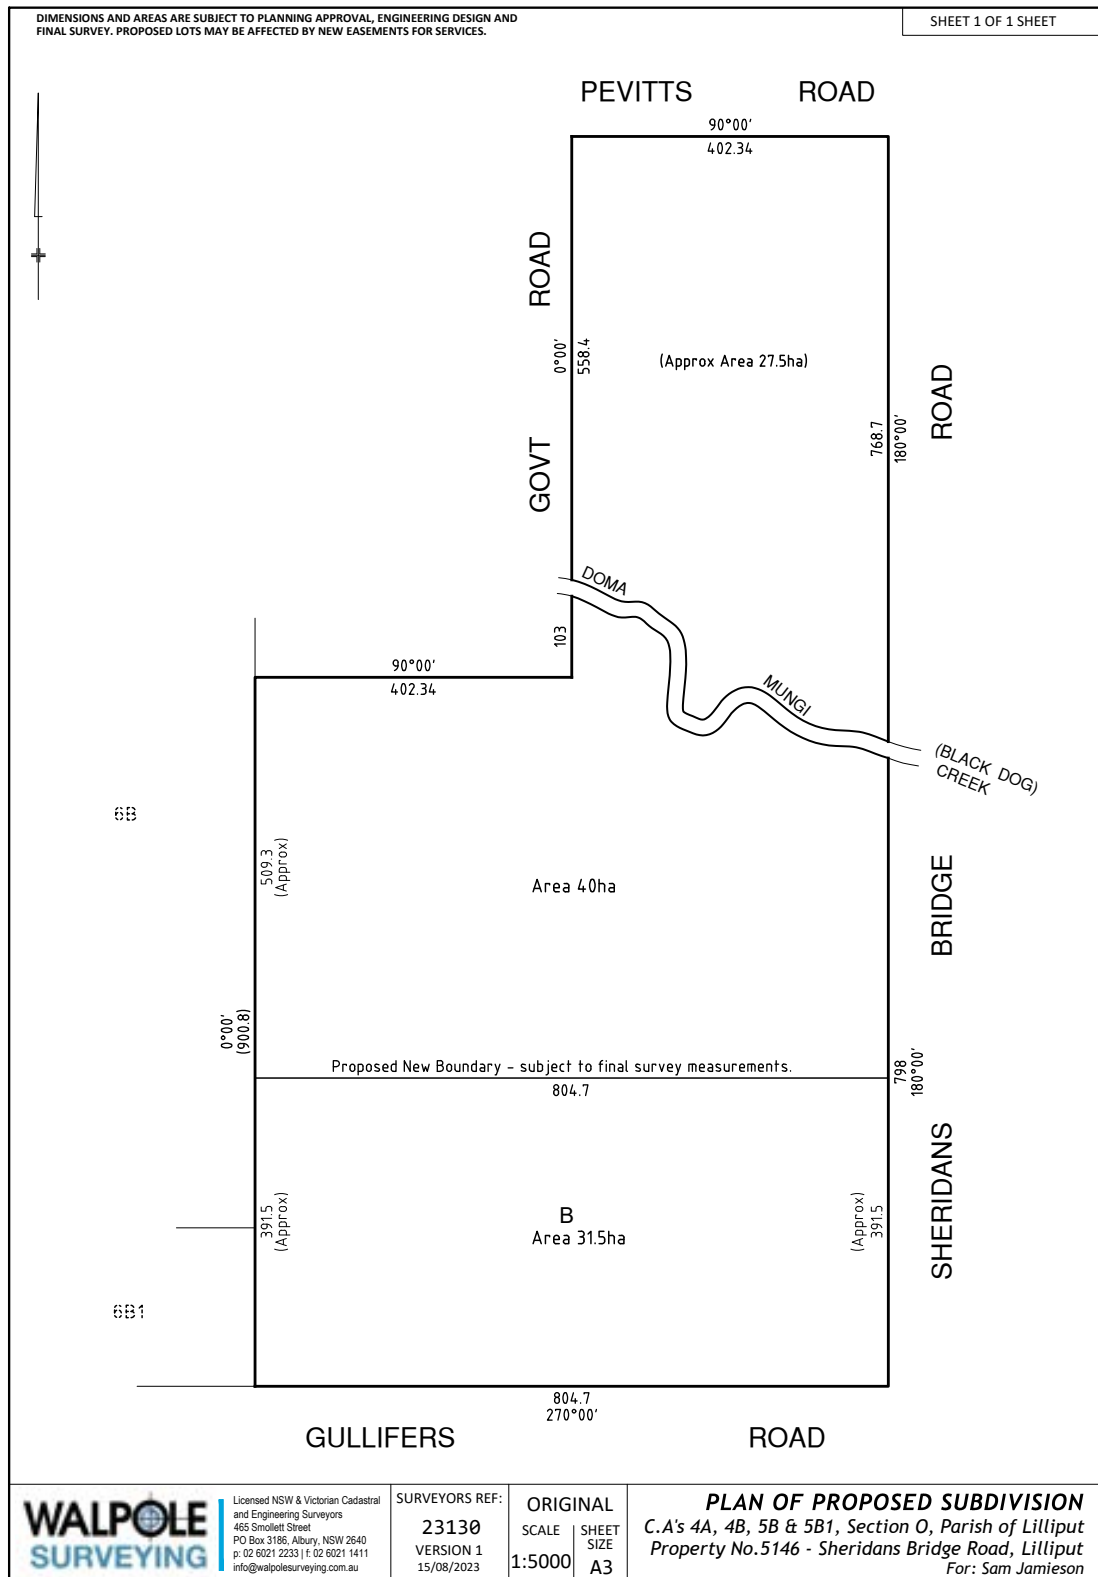 DIMENSIONS AND AREAS ARE SUBJECT TO PLANNING APPROVAL, ENGINEERING DESIGN AND
FINAL SURVEY. PROPOSED LOTS MAY BE AFFECTED BY NEW EASEMENTS FOR SERVICES.
SHEET 1 OF 1 SHEET
PEVITTS ROAD
90°00'
402.34
GOVT ROAD
0°00'
558.4
(Approx Area 27.5ha)
768.7
180°00'
SHERIDANS BRIDGE ROAD
DOMA
MUNGI
(BLACK DOG)
CREEK
103
90°00'
402.34
6B
509.3
(Approx)
Area 40ha
0°00'
(900.8)
Proposed New Boundary - subject to final survey measurements.
804.7
798
180°00'
391.5
(Approx)
B
Area 31.5ha
(Approx)
391.5
6B1
804.7
270°00'
GULLIFERS ROAD
WALPOLE
SURVEYING
Licensed NSW & Victorian Cadastral
and Engineering Surveyors
465 Smollett Street
PO Box 3186, Albury, NSW 2640
p: 02 6021 2233 | f: 02 6021 1411
info@walpolesurveying.com.au
SURVEYORS REF:
23130
VERSION 1
15/08/2023
ORIGINAL
SCALE
1:5000
SHEET
SIZE
A3
PLAN OF PROPOSED SUBDIVISION
C.A's 4A, 4B, 5B & 5B1, Section O, Parish of Lilliput
Property No.5146 - Sheridans Bridge Road, Lilliput
For: Sam Jamieson